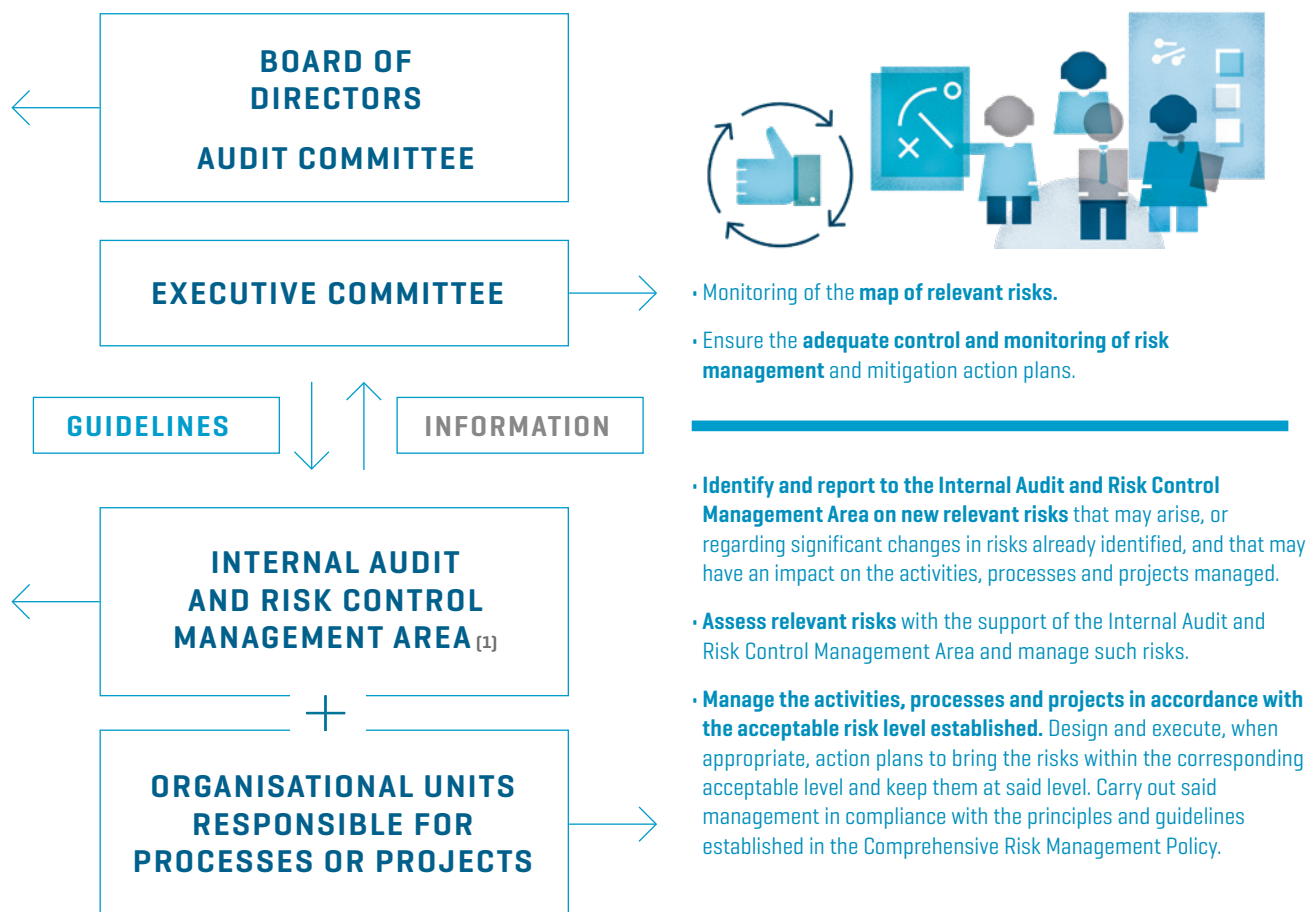 BOARD OF
DIRECTORS
AUDIT COMMITTEE
EXECUTIVE COMMITTEE
· Monitoring of the map of relevant risks.
· Ensure the adequate control and monitoring of risk
management and mitigation action plans.
GUIDELINES
INFORMATION
INTERNAL AUDIT
AND RISK CONTROL
MANAGEMENT AREA (1)
· Identify and report to the Internal Audit and Risk Control
Management Area on new relevant risks that may arise, or
regarding significant changes in risks already identified, and that may
have an impact on the activities, processes and projects managed.
· Assess relevant risks with the support of the Internal Audit and
Risk Control Management Area and manage such risks.
+
ORGANISATIONAL UNITS
RESPONSIBLE FOR
PROCESSES OR PROJECTS
· Manage the activities, processes and projects in accordance with
the acceptable risk level established. Design and execute, when
appropriate, action plans to bring the risks within the corresponding
acceptable level and keep them at said level. Carry out said
management in compliance with the principles and guidelines
established in the Comprehensive Risk Management Policy.